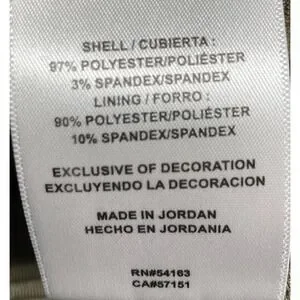 SHELL / CUBIERTA :
97% POLYESTER/POLIÉSTER
3% SPANDEX/SPANDEX
LINING / FORRO :
90% POLYESTER/POLIÉSTER
10% SPANDEX/SPANDEX
EXCLUSIVE OF DECORATION
EXCLUYENDO LA DECORACION
MADE IN JORDAN
HECHO EN JORDANIA
RN#54163
CA#57151